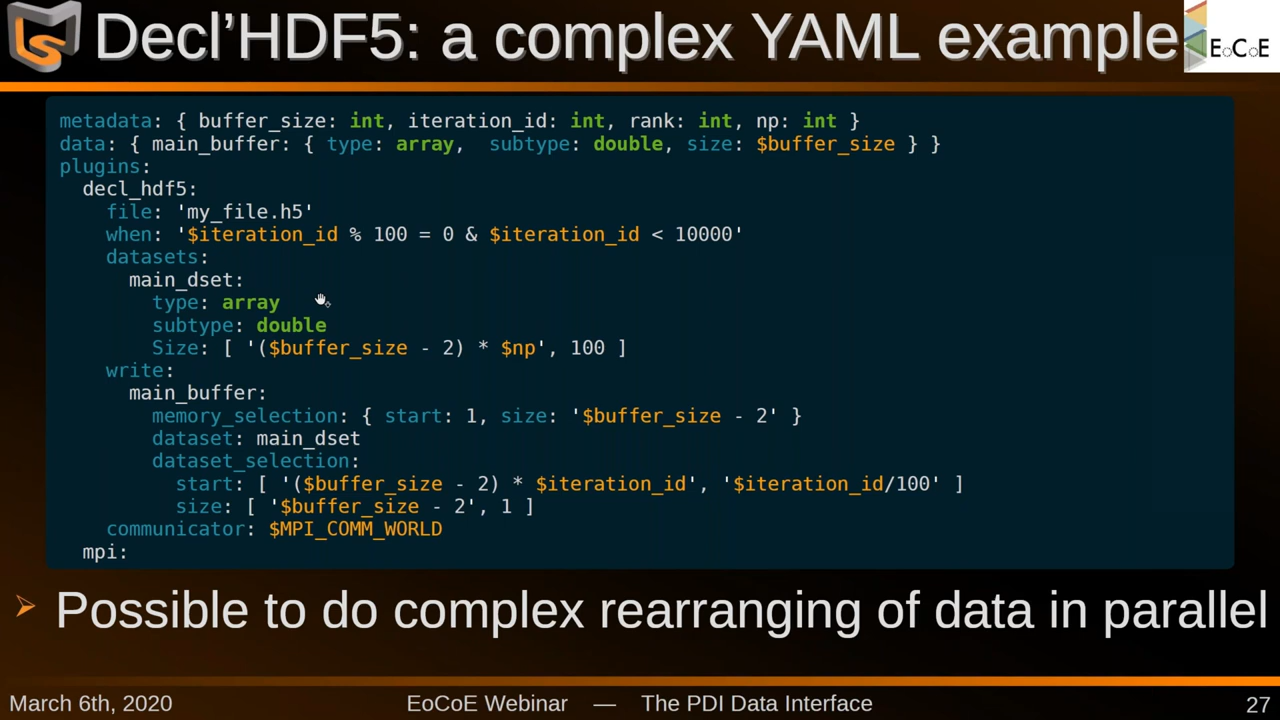 Decl’HDF5: a complex YAML example
EoCoE
metadata: { buffer_size: int, iteration_id: int, rank: int, np: int }
data: { main_buffer: { type: array,  subtype: double, size: $buffer_size } }
plugins:
  decl_hdf5:
    file: 'my_file.h5'
    when: '$iteration_id % 100 = 0 & $iteration_id < 10000'
    datasets:
      main_dset:
        type: array
        subtype: double
        Size: [ '($buffer_size - 2) * $np', 100 ]
    write:
      main_buffer:
        memory_selection: { start: 1, size: '$buffer_size - 2' }
        dataset: main_dset
        dataset_selection:
          start: [ '($buffer_size - 2) * $iteration_id', '$iteration_id/100' ]
          size: [ '$buffer_size - 2', 1 ]
    communicator: $MPI_COMM_WORLD
  mpi:
➢ Possible to do complex rearranging of data in parallel
March 6th, 2020 EoCoE Webinar — The PDI Data Interface 27